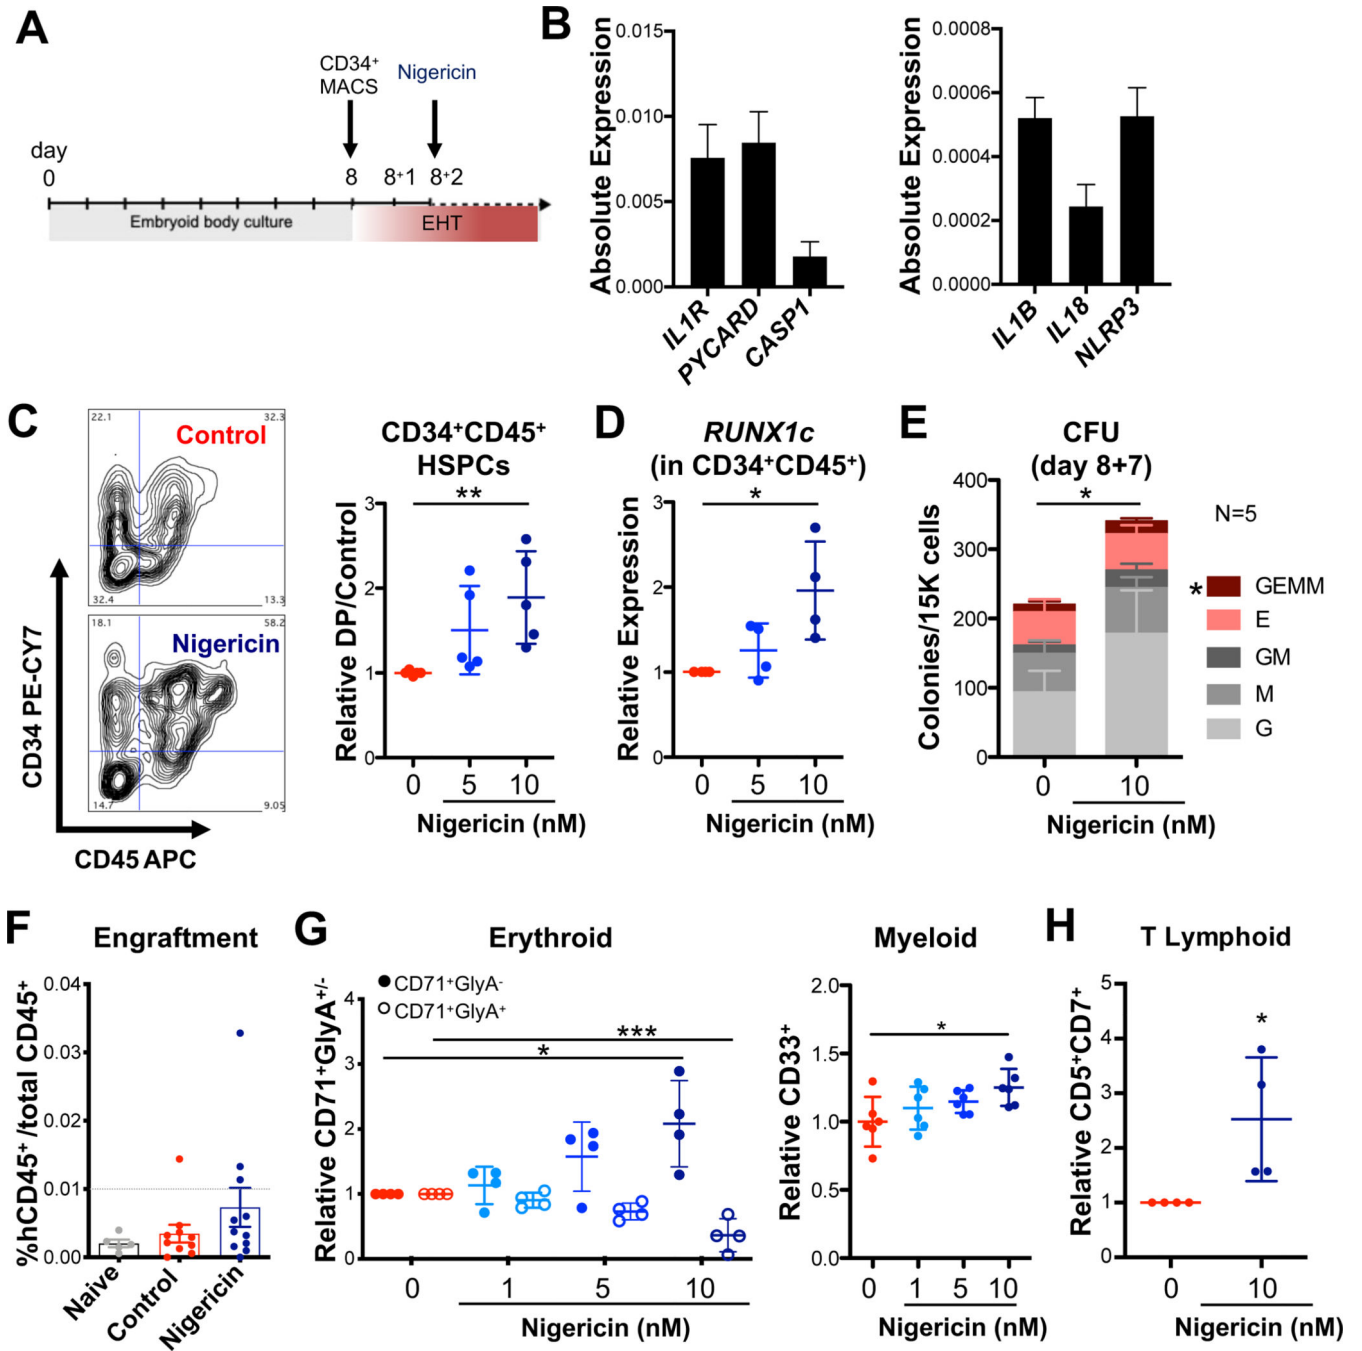 A
CD34⁺
MACS
Nigericin
day
0
8
8+1
8+2
Embryoid body culture
EHT
B
Absolute Expression
0.015
0.010
0.005
0.000
IL1R
PYCARD
CASP1
Absolute Expression
0.0008
0.0006
0.0004
0.0002
0.0000
IL1B
IL18
NLRP3
C
22.1
32.3
Control
32.4
13.3
18.1
58.2
Nigericin
14.7
9.05
CD34 PE-CY7
CD45 APC
CD34⁺CD45⁺
HSPCs
**
Relative DP/Control
3
2
1
0
0
5
10
Nigericin (nM)
D
RUNX1c
(in CD34⁺CD45⁺)
*
Relative Expression
3
2
1
0
0
5
10
Nigericin (nM)
E
CFU
(day 8+7)
*
Colonies/15K cells
400
300
200
100
0
0
10
Nigericin (nM)
N=5
* GEMM
E
GM
M
G
F
Engraftment
%hCD45⁺/total CD45⁺
0.04
0.03
0.02
0.01
0.00
Naive
Control
Nigericin
G
Erythroid
CD71⁺GlyA⁻
CD71⁺GlyA⁺
Relative CD71⁺GlyA⁺/⁻
4
3
2
1
0
***
*
0
1
5
10
Nigericin (nM)
Myeloid
*
Relative CD33⁺
2.0
1.5
1.0
0.5
0.0
0
1
5
10
Nigericin (nM)
H
T Lymphoid
*
Relative CD5⁺CD7⁺
5
4
3
2
1
0
0
10
Nigericin (nM)